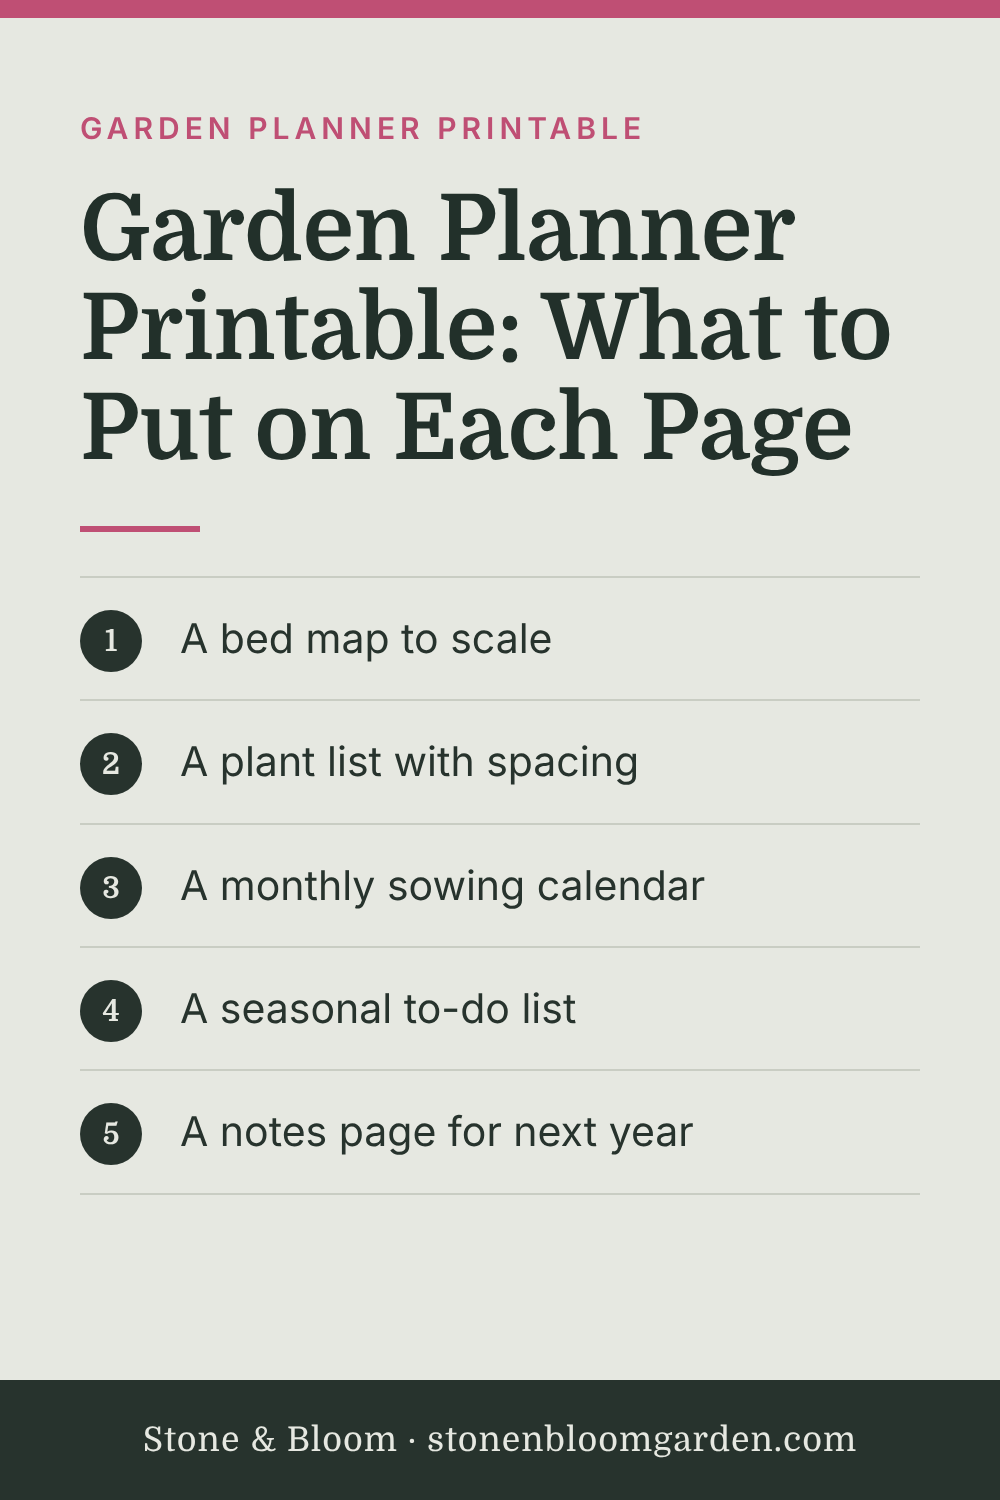 GARDEN PLANNER PRINTABLE
Garden Planner
Printable: What to
Put on Each Page
1 A bed map to scale
2 A plant list with spacing
3 A monthly sowing calendar
4 A seasonal to-do list
5 A notes page for next year
Stone & Bloom · stonenbloomgarden.com